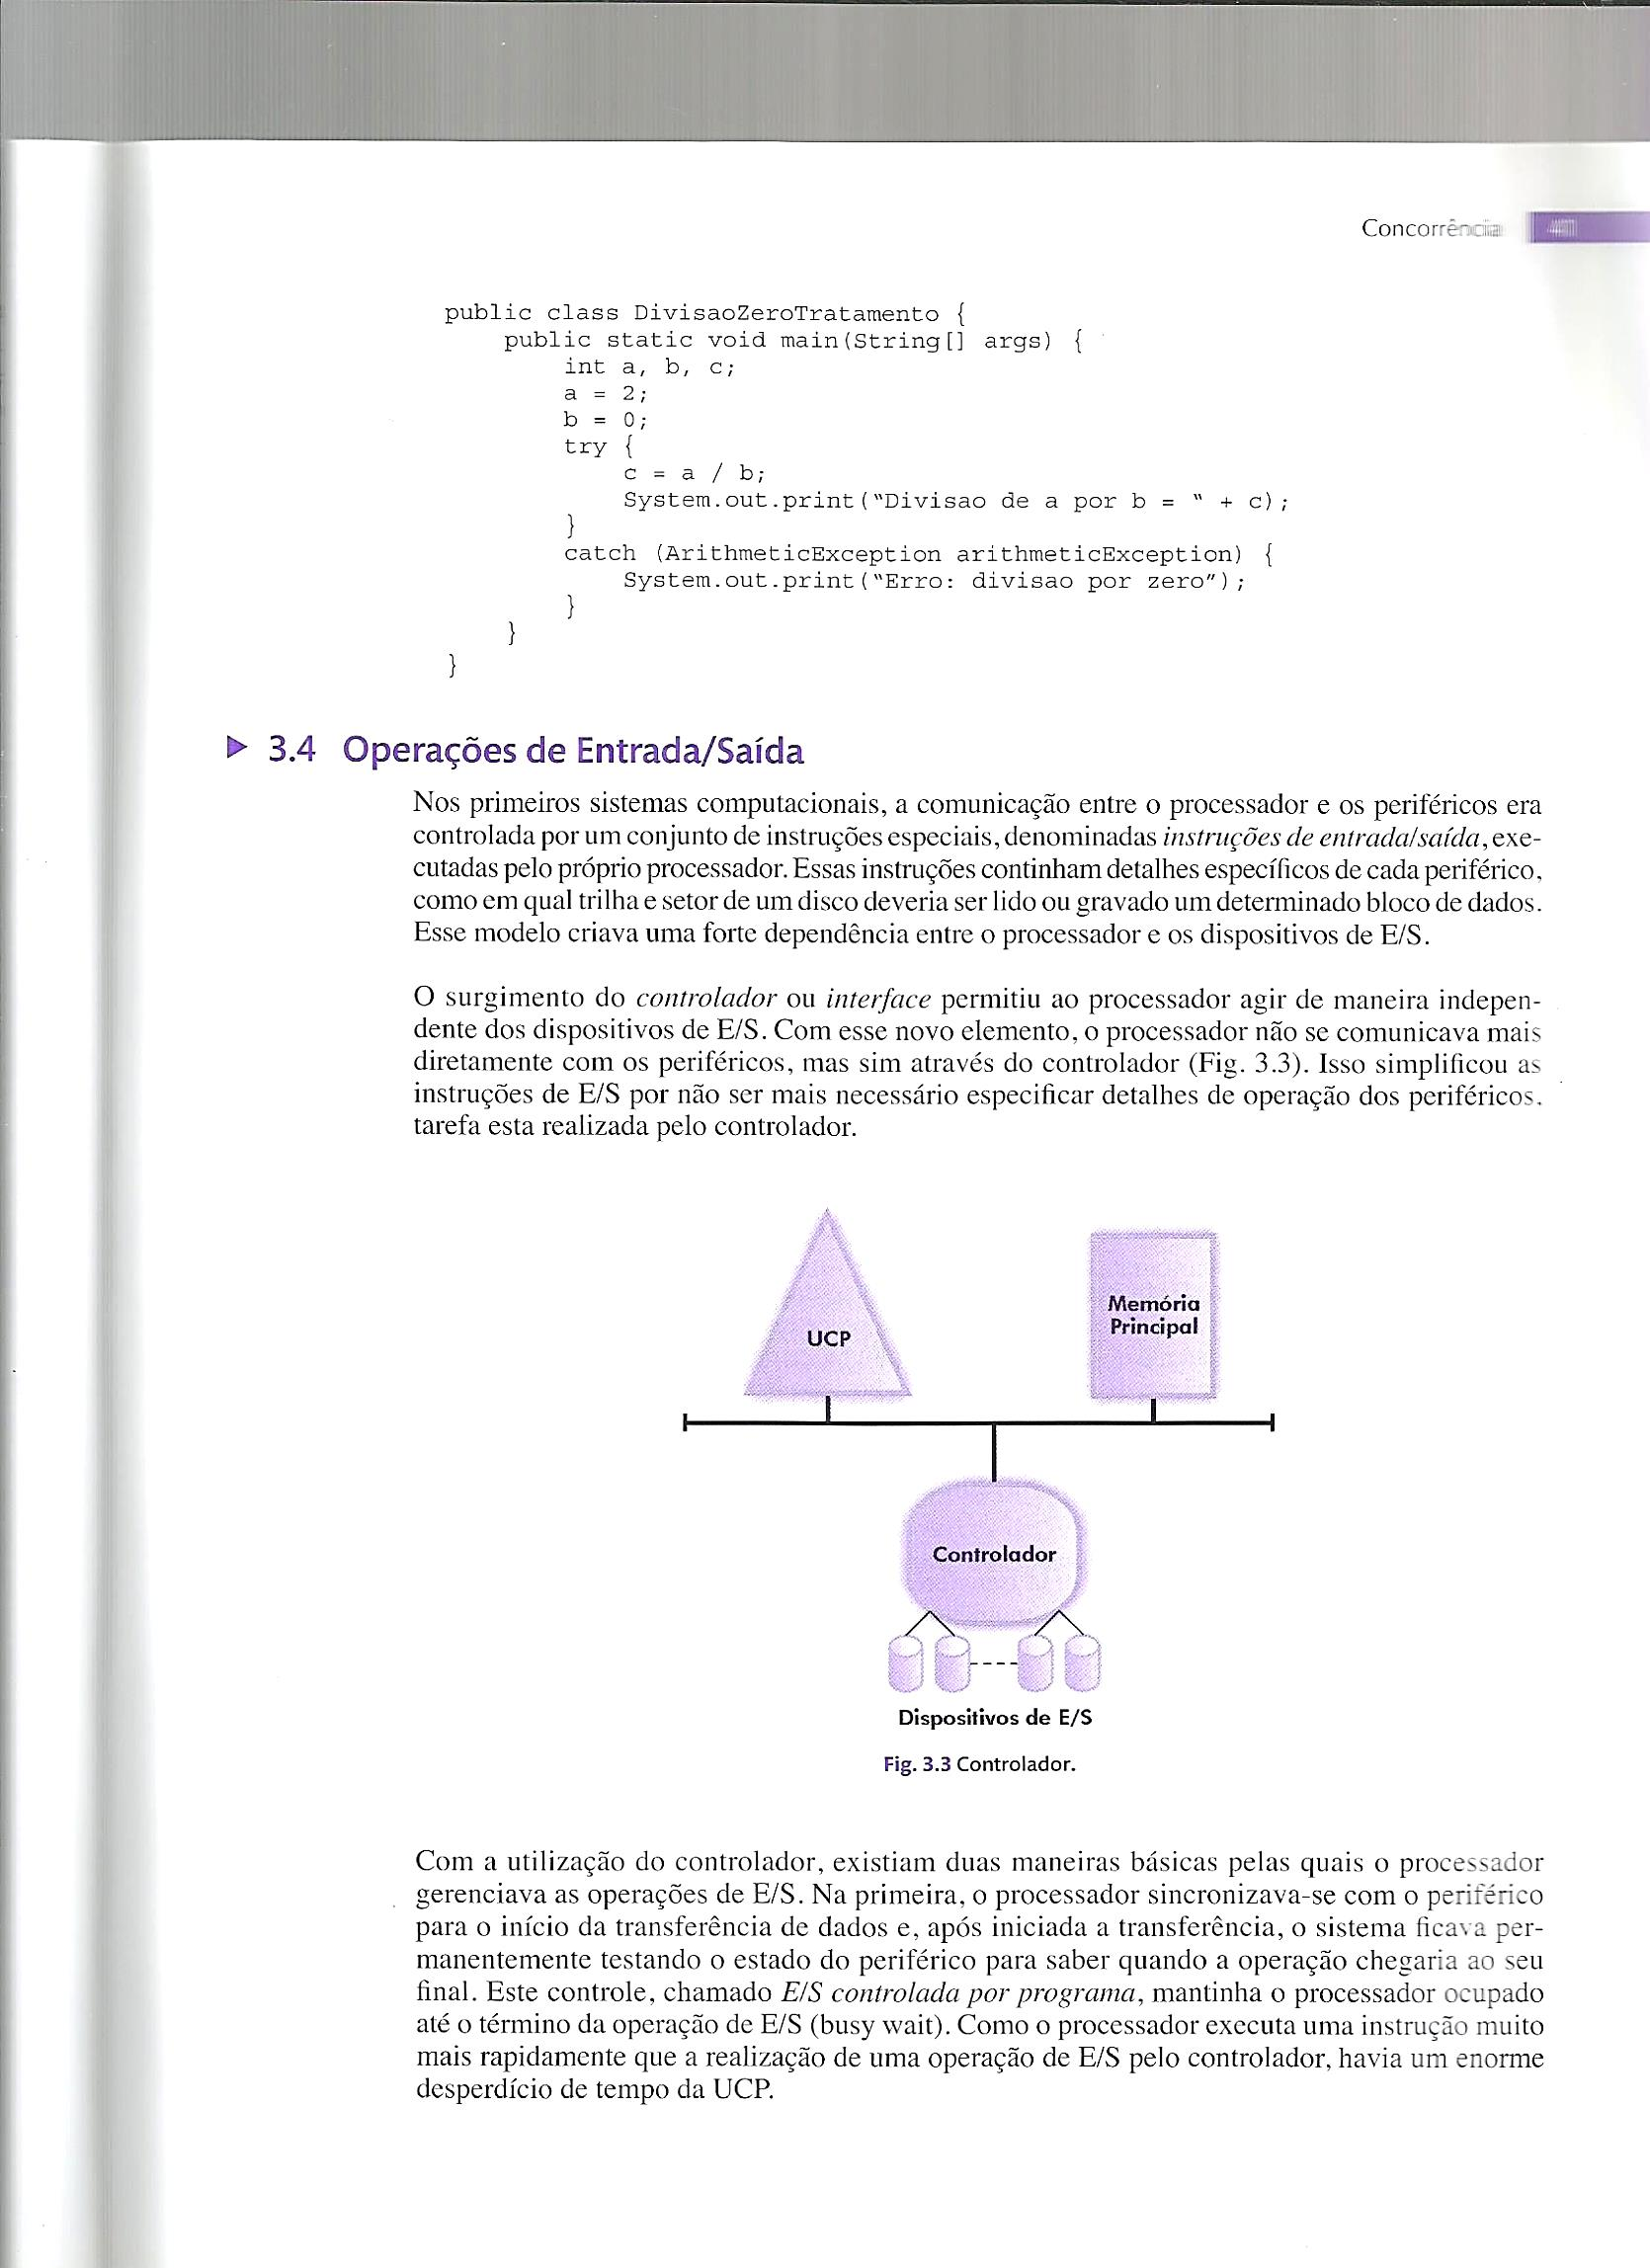 Concorrência
public class DivisaoZeroTratamento {
public static void main(String[] args) {
int a, b, c;
a = 2;
b = 0;
try {
c = a / b;
System.out.print("Divisao de a por b = " + c);
}
catch (ArithmeticException arithmeticException) {
System.out.print("Erro: divisao por zero");
}
}
}
3.4 Operações de Entrada/Saída
Nos primeiros sistemas computacionais, a comunicação entre o processador e os periféricos era
controlada por um conjunto de instruções especiais, denominadas instruções de entrada/saída, exe-
cutadas pelo próprio processador. Essas instruções continham detalhes específicos de cada periférico,
como em qual trilha e setor de um disco deveria ser lido ou gravado um determinado bloco de dados.
Esse modelo criava uma forte dependência entre o processador e os dispositivos de E/S.
O surgimento do controlador ou interface permitiu ao processador agir de maneira indepen-
dente dos dispositivos de E/S. Com esse novo elemento, o processador não se comunicava mais
diretamente com os periféricos, mas sim através do controlador (Fig. 3.3). Isso simplificou as
instruções de E/S por não ser mais necessário especificar detalhes de operação dos periféricos,
tarefa esta realizada pelo controlador.
UCP
Memória
Principal
Controlador
Dispositivos de E/S
Fig. 3.3 Controlador.
Com a utilização do controlador, existiam duas maneiras básicas pelas quais o processador
gerenciava as operações de E/S. Na primeira, o processador sincronizava-se com o periférico
para o início da transferência de dados e, após iniciada a transferência, o sistema ficava per-
manentemente testando o estado do periférico para saber quando a operação chegaria ao seu
final. Este controle, chamado E/S controlada por programa, mantinha o processador ocupado
até o término da operação de E/S (busy wait). Como o processador executa uma instrução muito
mais rapidamente que a realização de uma operação de E/S pelo controlador, havia um enorme
desperdício de tempo da UCP.